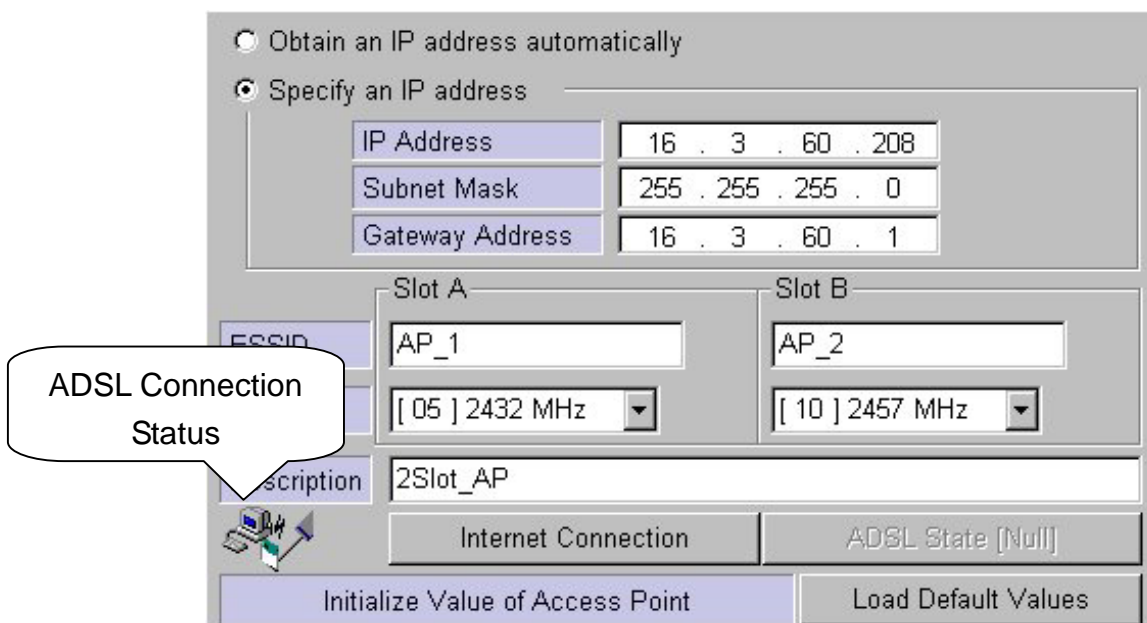 Obtain an IP address automatically
Specify an IP address
IP Address 16 . 3 . 60 . 208
Subnet Mask 255 . 255 . 255 . 0
Gateway Address 16 . 3 . 60 . 1
Slot A Slot B
ESSID AP_1 AP_2
[ 05 ] 2432 MHz [ 10 ] 2457 MHz
ADSL Connection
Status
scription 2Slot_AP
Internet Connection ADSL State [Null]
Initialize Value of Access Point Load Default Values